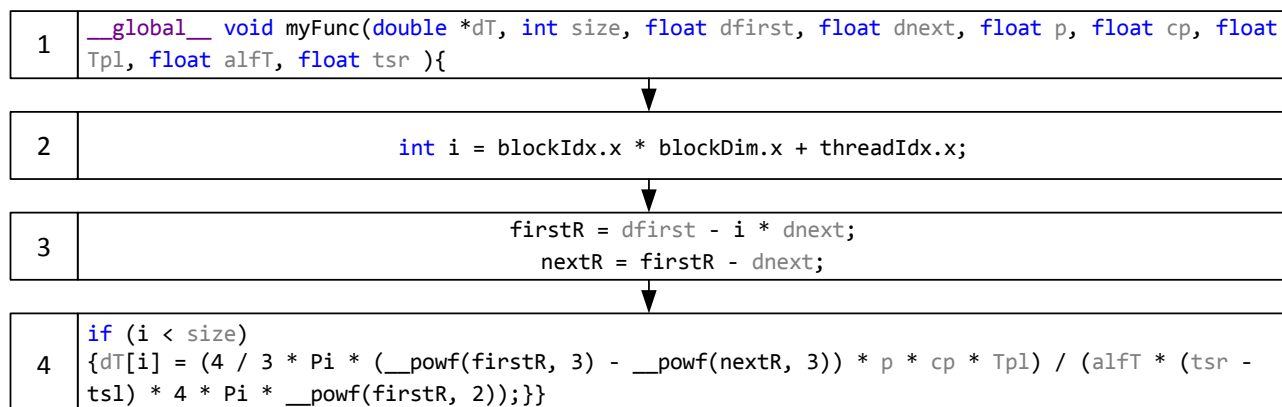 1
__global__ void myFunc(double *dT, int size, float dfirst, float dnext, float p, float cp, float
Tpl, float alfT, float tsr ){
2
int i = blockIdx.x * blockDim.x + threadIdx.x;
3
firstR = dfirst - i * dnext;
nextR = firstR - dnext;
4
if (i < size)
{dT[i] = (4 / 3 * Pi * (__powf(firstR, 3) - __powf(nextR, 3)) * p * cp * Tpl) / (alfT * (tsr -
tsl) * 4 * Pi * __powf(firstR, 2));}}